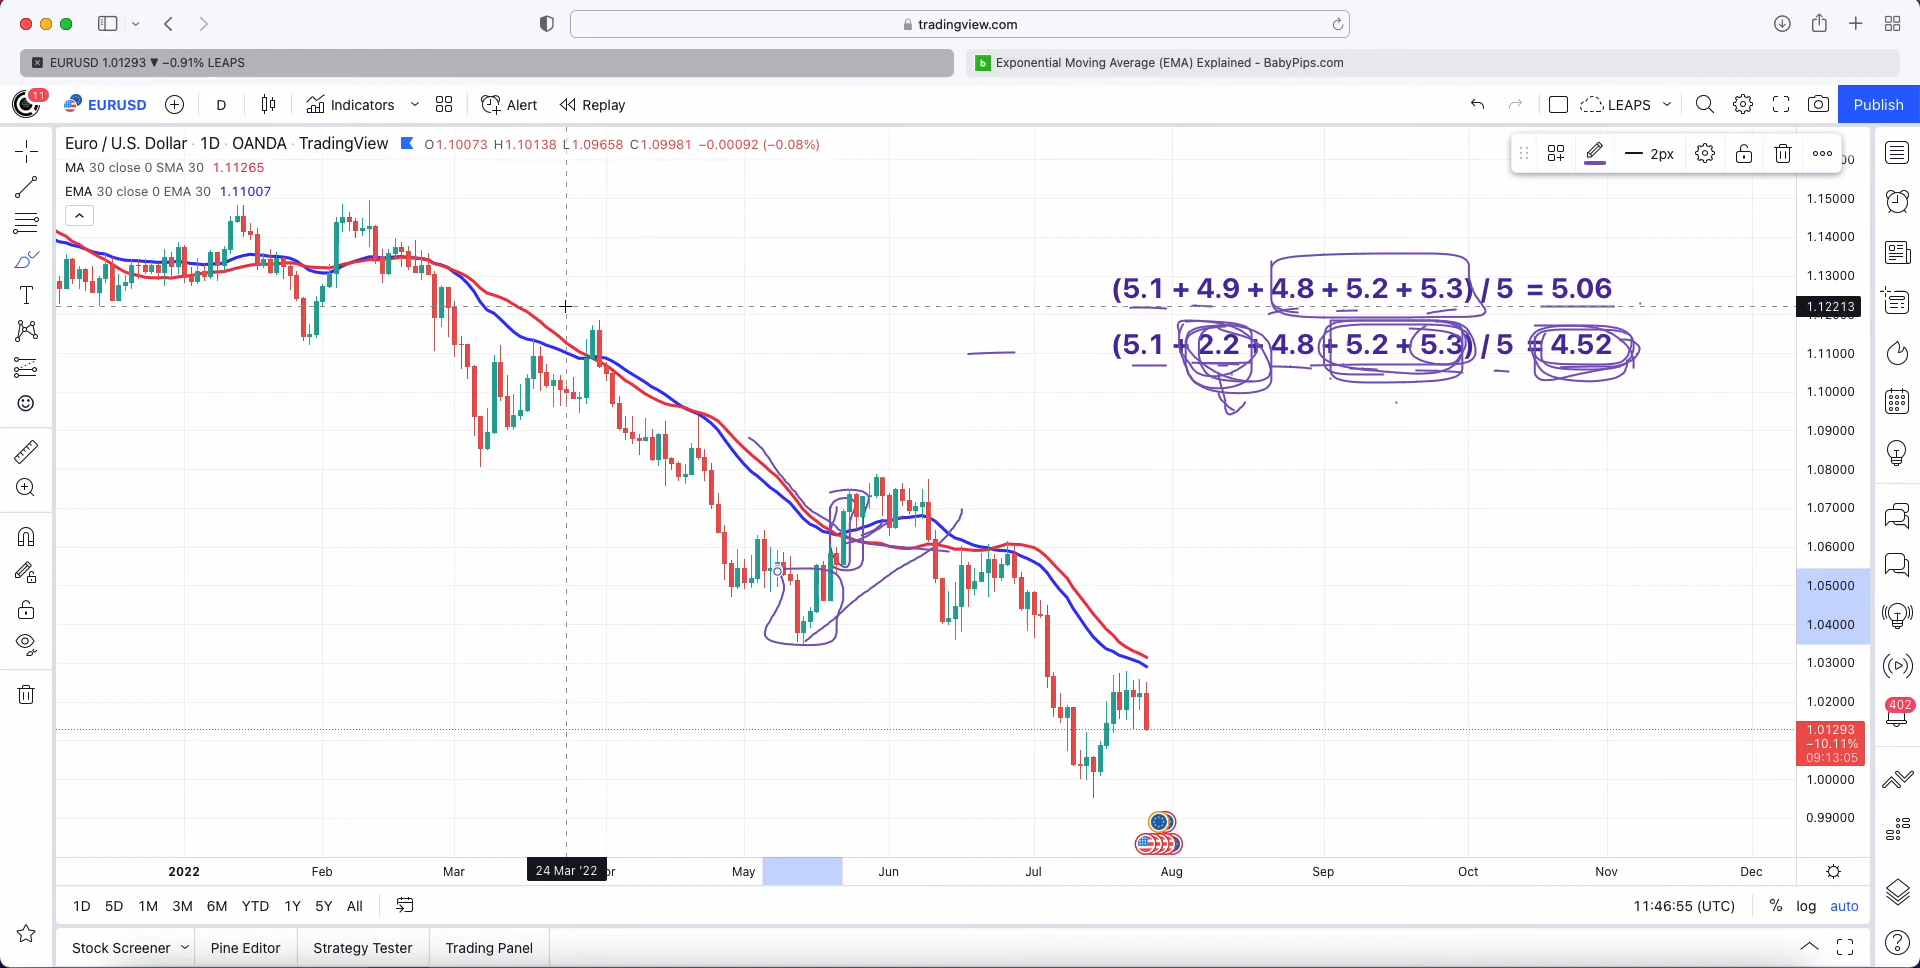 tradingview.com
EURUSD 1.01293 ▼ −0.91% LEAPS
b Exponential Moving Average (EMA) Explained - BabyPips.com
11 EURUSD D Indicators Alert Replay LEAPS Publish
Euro / U.S. Dollar · 1D · OANDA · TradingView O1.10073 H1.10138 L1.09658 C1.09981 −0.00092 (−0.08%)
2px
MA 30 close 0 SMA 30 1.11265
EMA 30 close 0 EMA 30 1.11007
1.15000
1.14000
1.13000
(5.1 + 4.9 + 4.8 + 5.2 + 5.3) / 5 = 5.06
1.12213
(5.1 + 2.2 + 4.8 + 5.2 + 5.3) / 5 = 4.52
1.11000
1.10000
1.09000
1.08000
1.07000
1.06000
1.05000
1.04000
1.03000
1.02000
402
1.01293
−10.11%
09:13:05
1.00000
0.99000
2022 Feb Mar 24 Mar '22 May Jun Jul Aug Sep Oct Nov Dec
1D 5D 1M 3M 6M YTD 1Y 5Y All 11:46:55 (UTC) % log auto
Stock Screener Pine Editor Strategy Tester Trading Panel